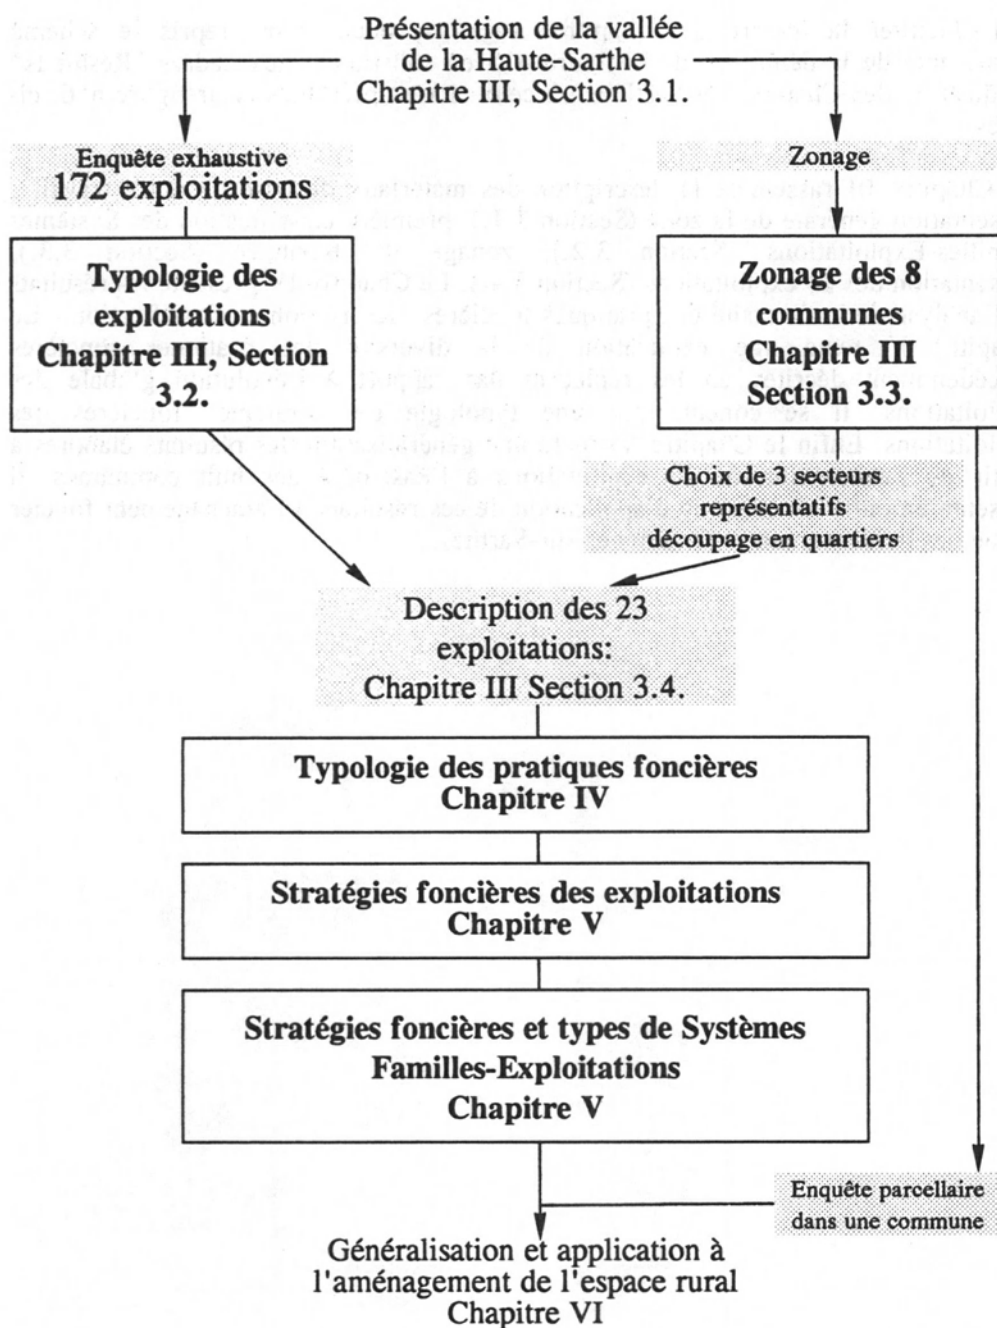 Présentation de la vallée
de la Haute-Sarthe
Chapitre III, Section 3.1.
Enquête exhaustive
172 exploitations
Zonage
Typologie des
exploitations
Chapitre III Section
3.2.
Zonage des 8
communes
Chapitre III
Section 3.3.
Choix de 3 secteurs
représentatifs
découpage en quartiers
Description des 23
exploitations:
Chapitre III Section 3.4.
Typologie des pratiques foncières
Chapitre IV
Stratégies foncières des exploitations
Chapitre V
Stratégies foncières et types de Systèmes
Familles-Exploitations
Chapitre V
Enquête parcellaire
dans une commune
Généralisation et application à
l'aménagement de l'espace rural
Chapitre VI